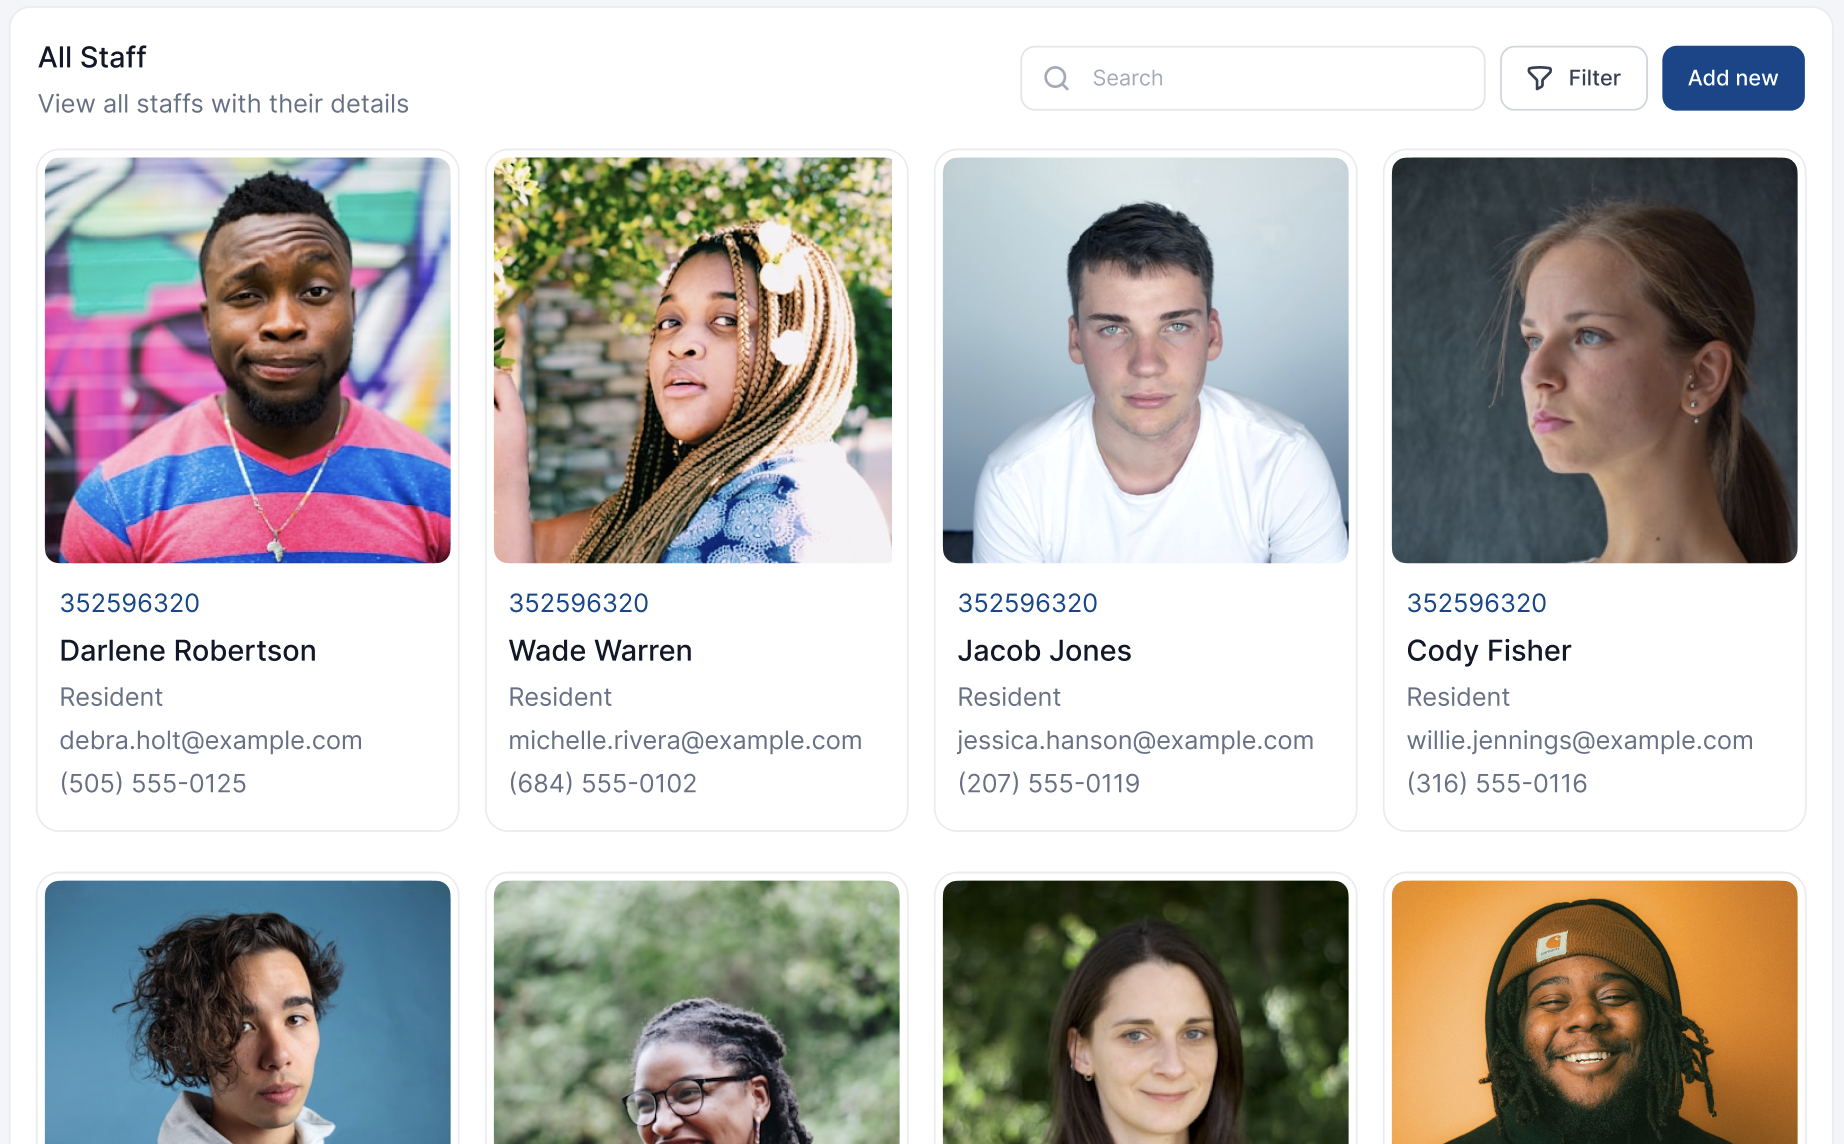 All Staff
View all staffs with their details
Search
Filter
Add new
352596320
Darlene Robertson
Resident
debra.holt@example.com
(505) 555-0125
352596320
Wade Warren
Resident
michelle.rivera@example.com
(684) 555-0102
352596320
Jacob Jones
Resident
jessica.hanson@example.com
(207) 555-0119
352596320
Cody Fisher
Resident
willie.jennings@example.com
(316) 555-0116